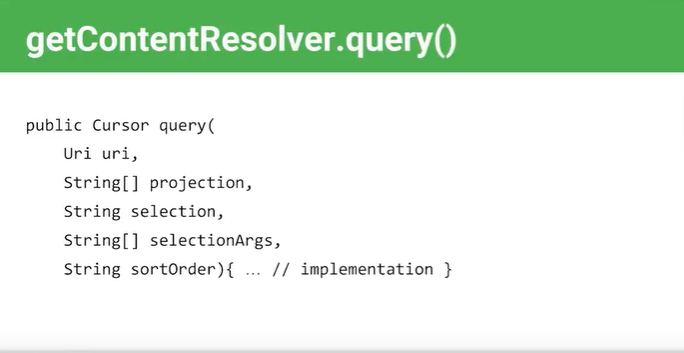 getContentResolver.query()
public Cursor query(
Uri uri,
String[] projection,
String selection,
String[] selectionArgs,
String sortOrder){ … // implementation }